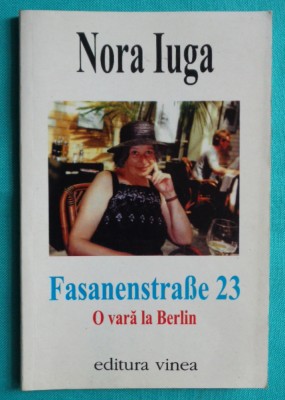 Nora Iuga
Fasanenstraße 23
O vară la Berlin
editura vinea